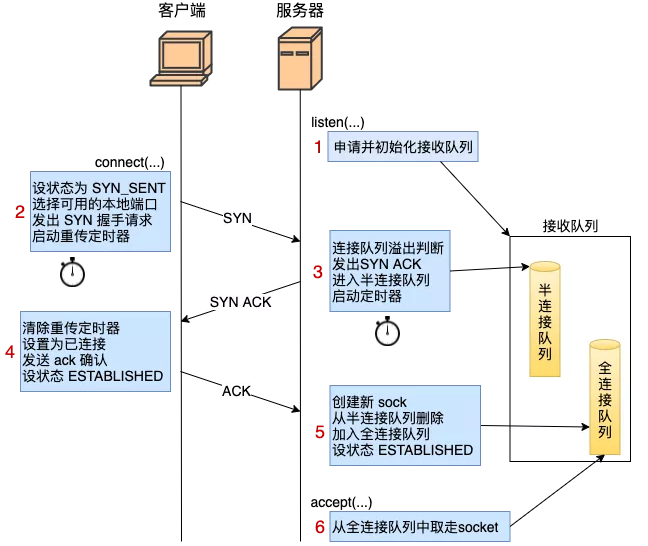 客户端
服务器
listen(...)
1
申请并初始化接收队列
connect(...)
2
设状态为 SYN_SENT
选择可用的本地端口
发出 SYN 握手请求
启动重传定时器
SYN
接收队列
3
连接队列溢出判断
发出SYN ACK
进入半连接队列
启动定时器
半连接队列
SYN ACK
4
清除重传定时器
设置为已连接
发送 ack 确认
设状态 ESTABLISHED
全连接队列
ACK
5
创建新 sock
从半连接队列删除
加入全连接队列
设状态 ESTABLISHED
accept(...)
6
从全连接队列中取走socket